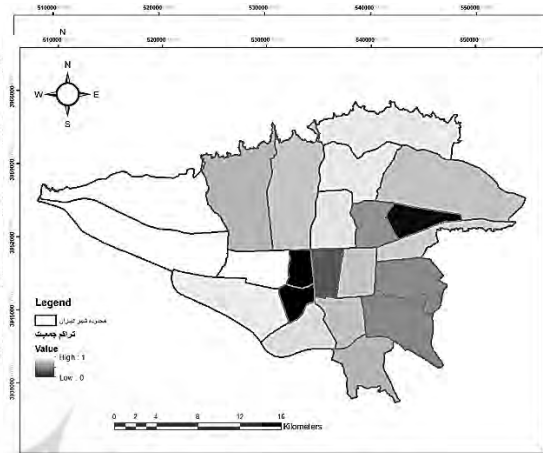 510000 520000 530000 540000 550000
510000 520000 530000 540000 550000
N
W E
S
Legend
محدوده شهر تهران
تراکم جمعیت
Value
High : 1
Low : 0
0 2 4 8 12 16
Kilometers